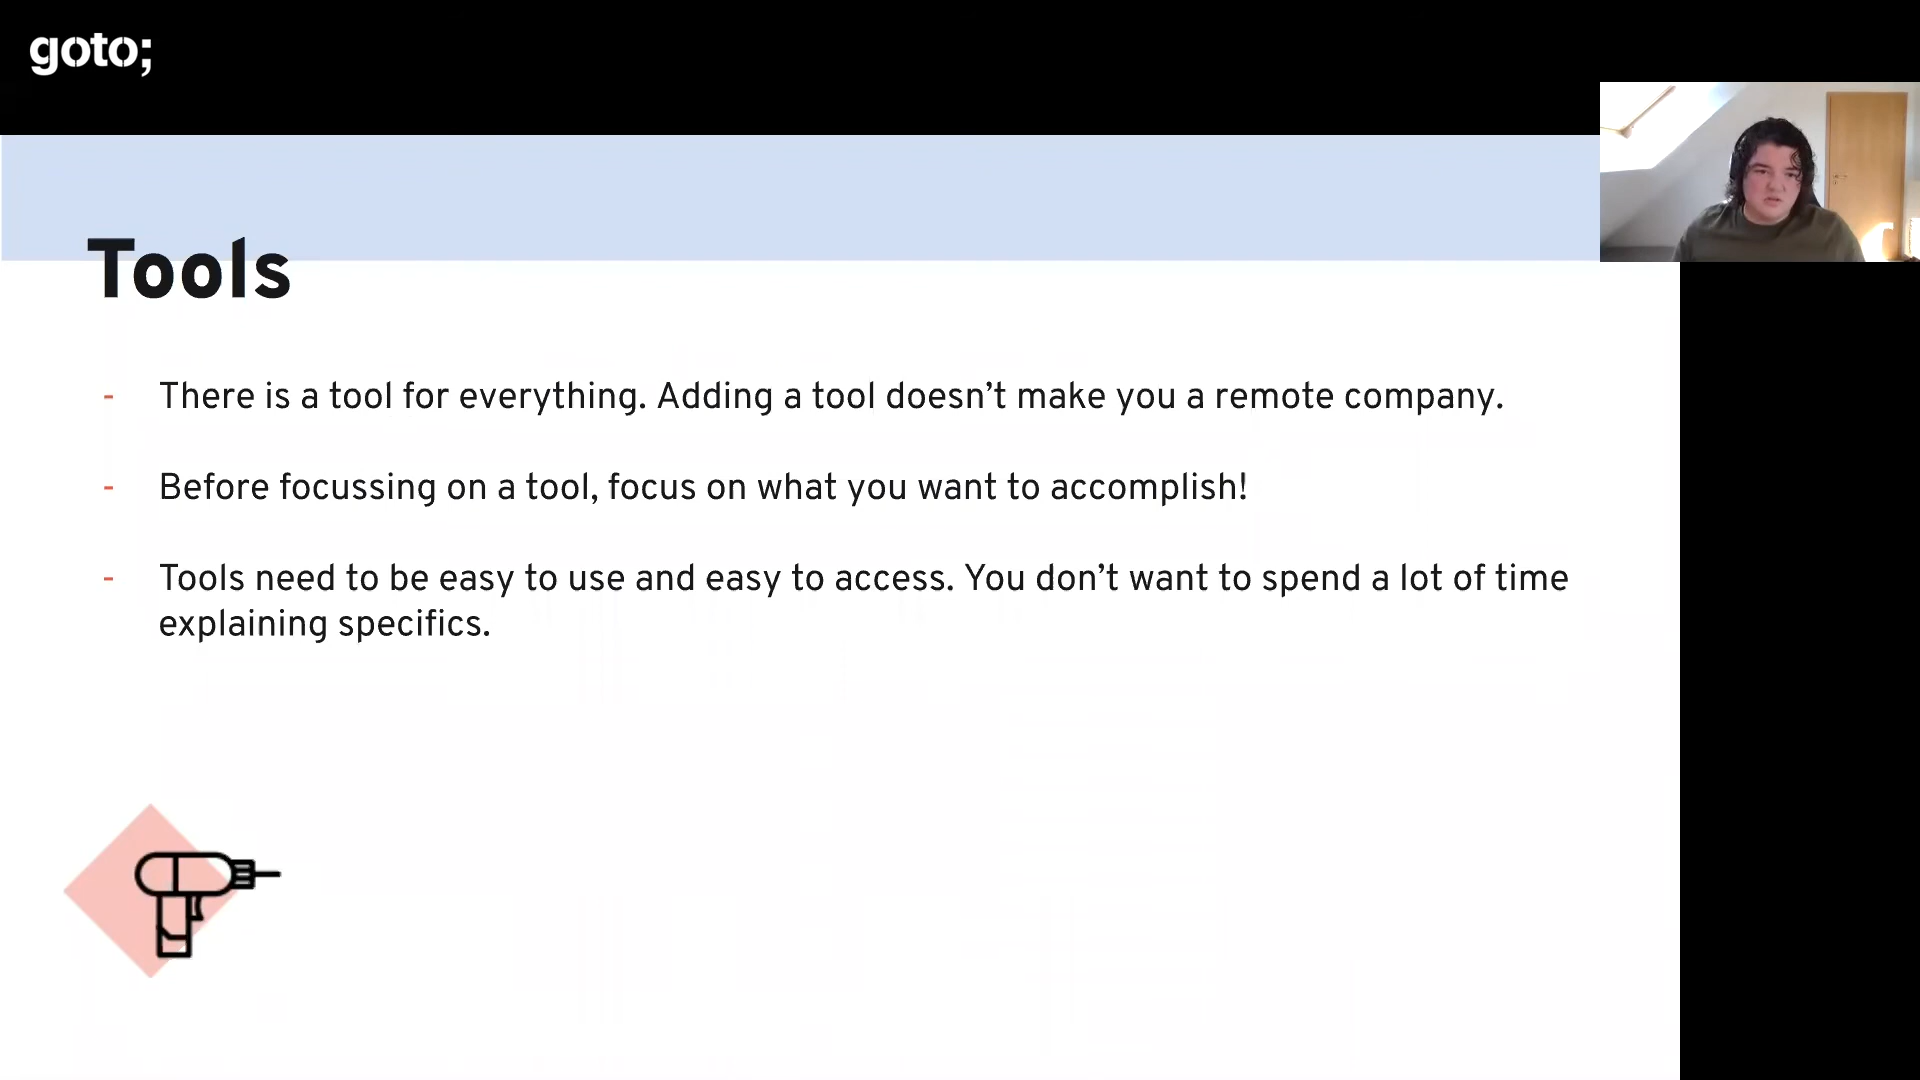 goto;
Tools
- There is a tool for everything. Adding a tool doesn’t make you a remote company.
- Before focussing on a tool, focus on what you want to accomplish!
- Tools need to be easy to use and easy to access. You don’t want to spend a lot of time
explaining specifics.